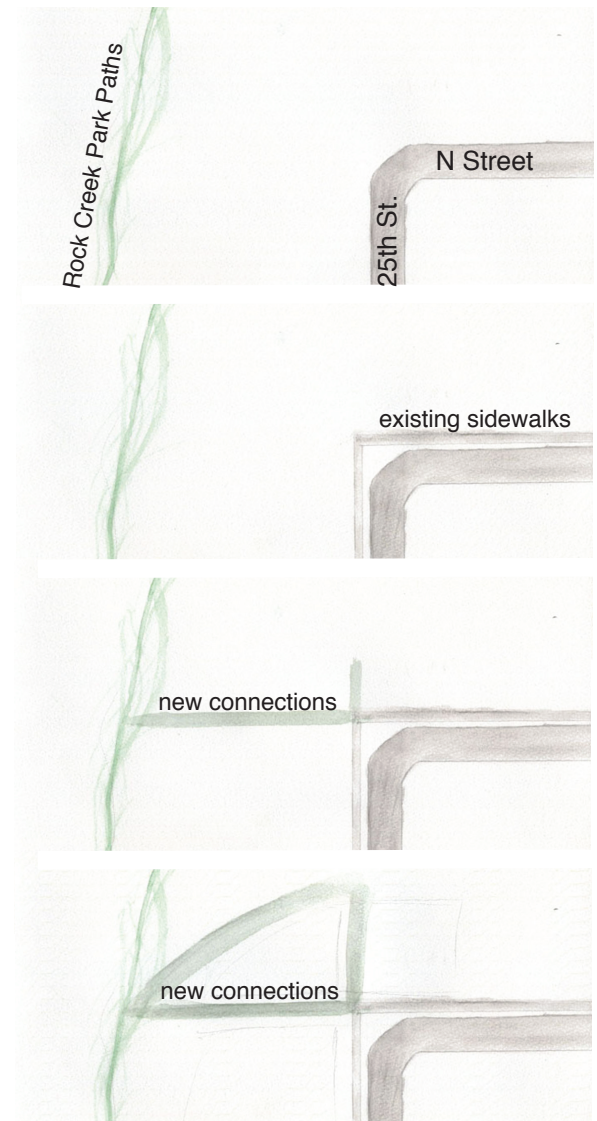 Rock Creek Park Paths
N Street
25th St.
existing sidewalks
new connections
new connections